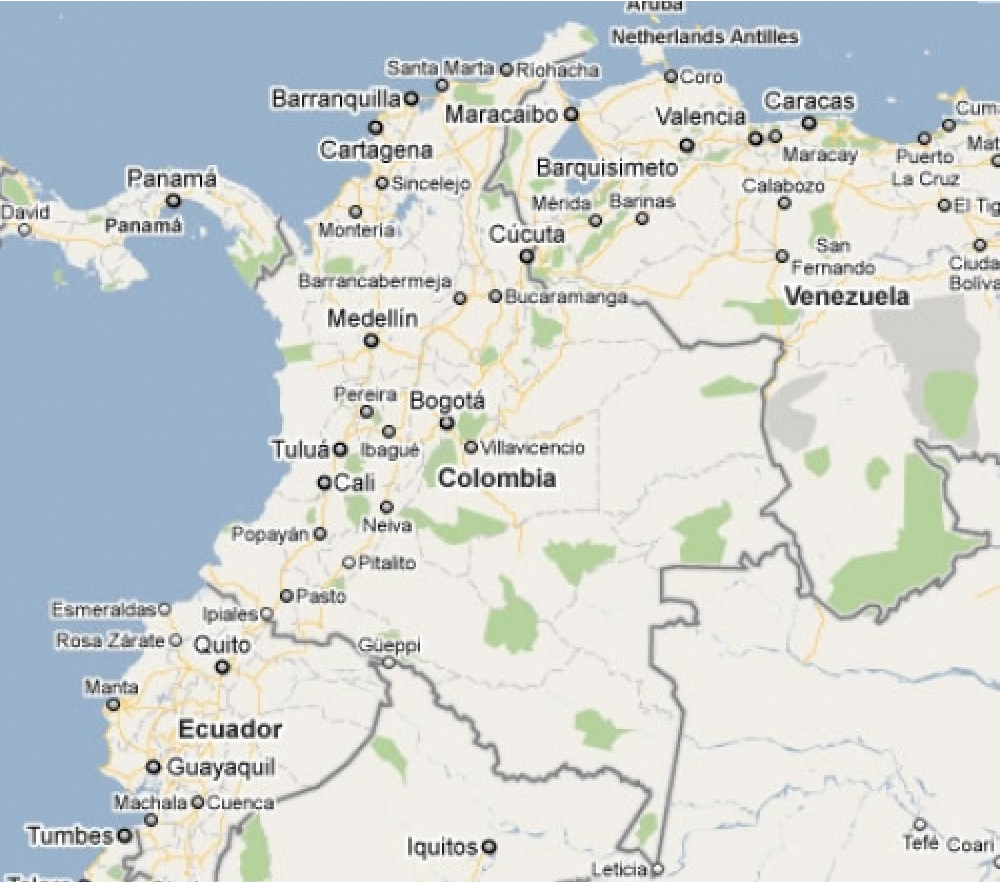 Aruba
Netherlands Antilles
Santa Marta
Riohacha
Coro
Barranquilla
Maracaibo
Valencia
Caracas
Cum
Cartagena
Barquisimeto
Maracay
Puerto
La Cruz
Mat
Panamá
Sincelejo
Calabozo
David
Panamá
Montería
Mérida
Barinas
El Tig
Cúcuta
San
Fernando
Ciuda
Boliva
Barrancabermeja
Bucaramanga
Venezuela
Medellín
Pereira
Bogotá
Tuluá
Ibagué
Villavicencio
Cali
Colombia
Neiva
Popayán
Pitalito
Pasto
Esmeraldas
Ipiales
Rosa Zárate
Quito
Güeppi
Manta
Ecuador
Guayaquil
Machala
Cuenca
Tumbes
Iquitos
Tefé
Coari
Leticia